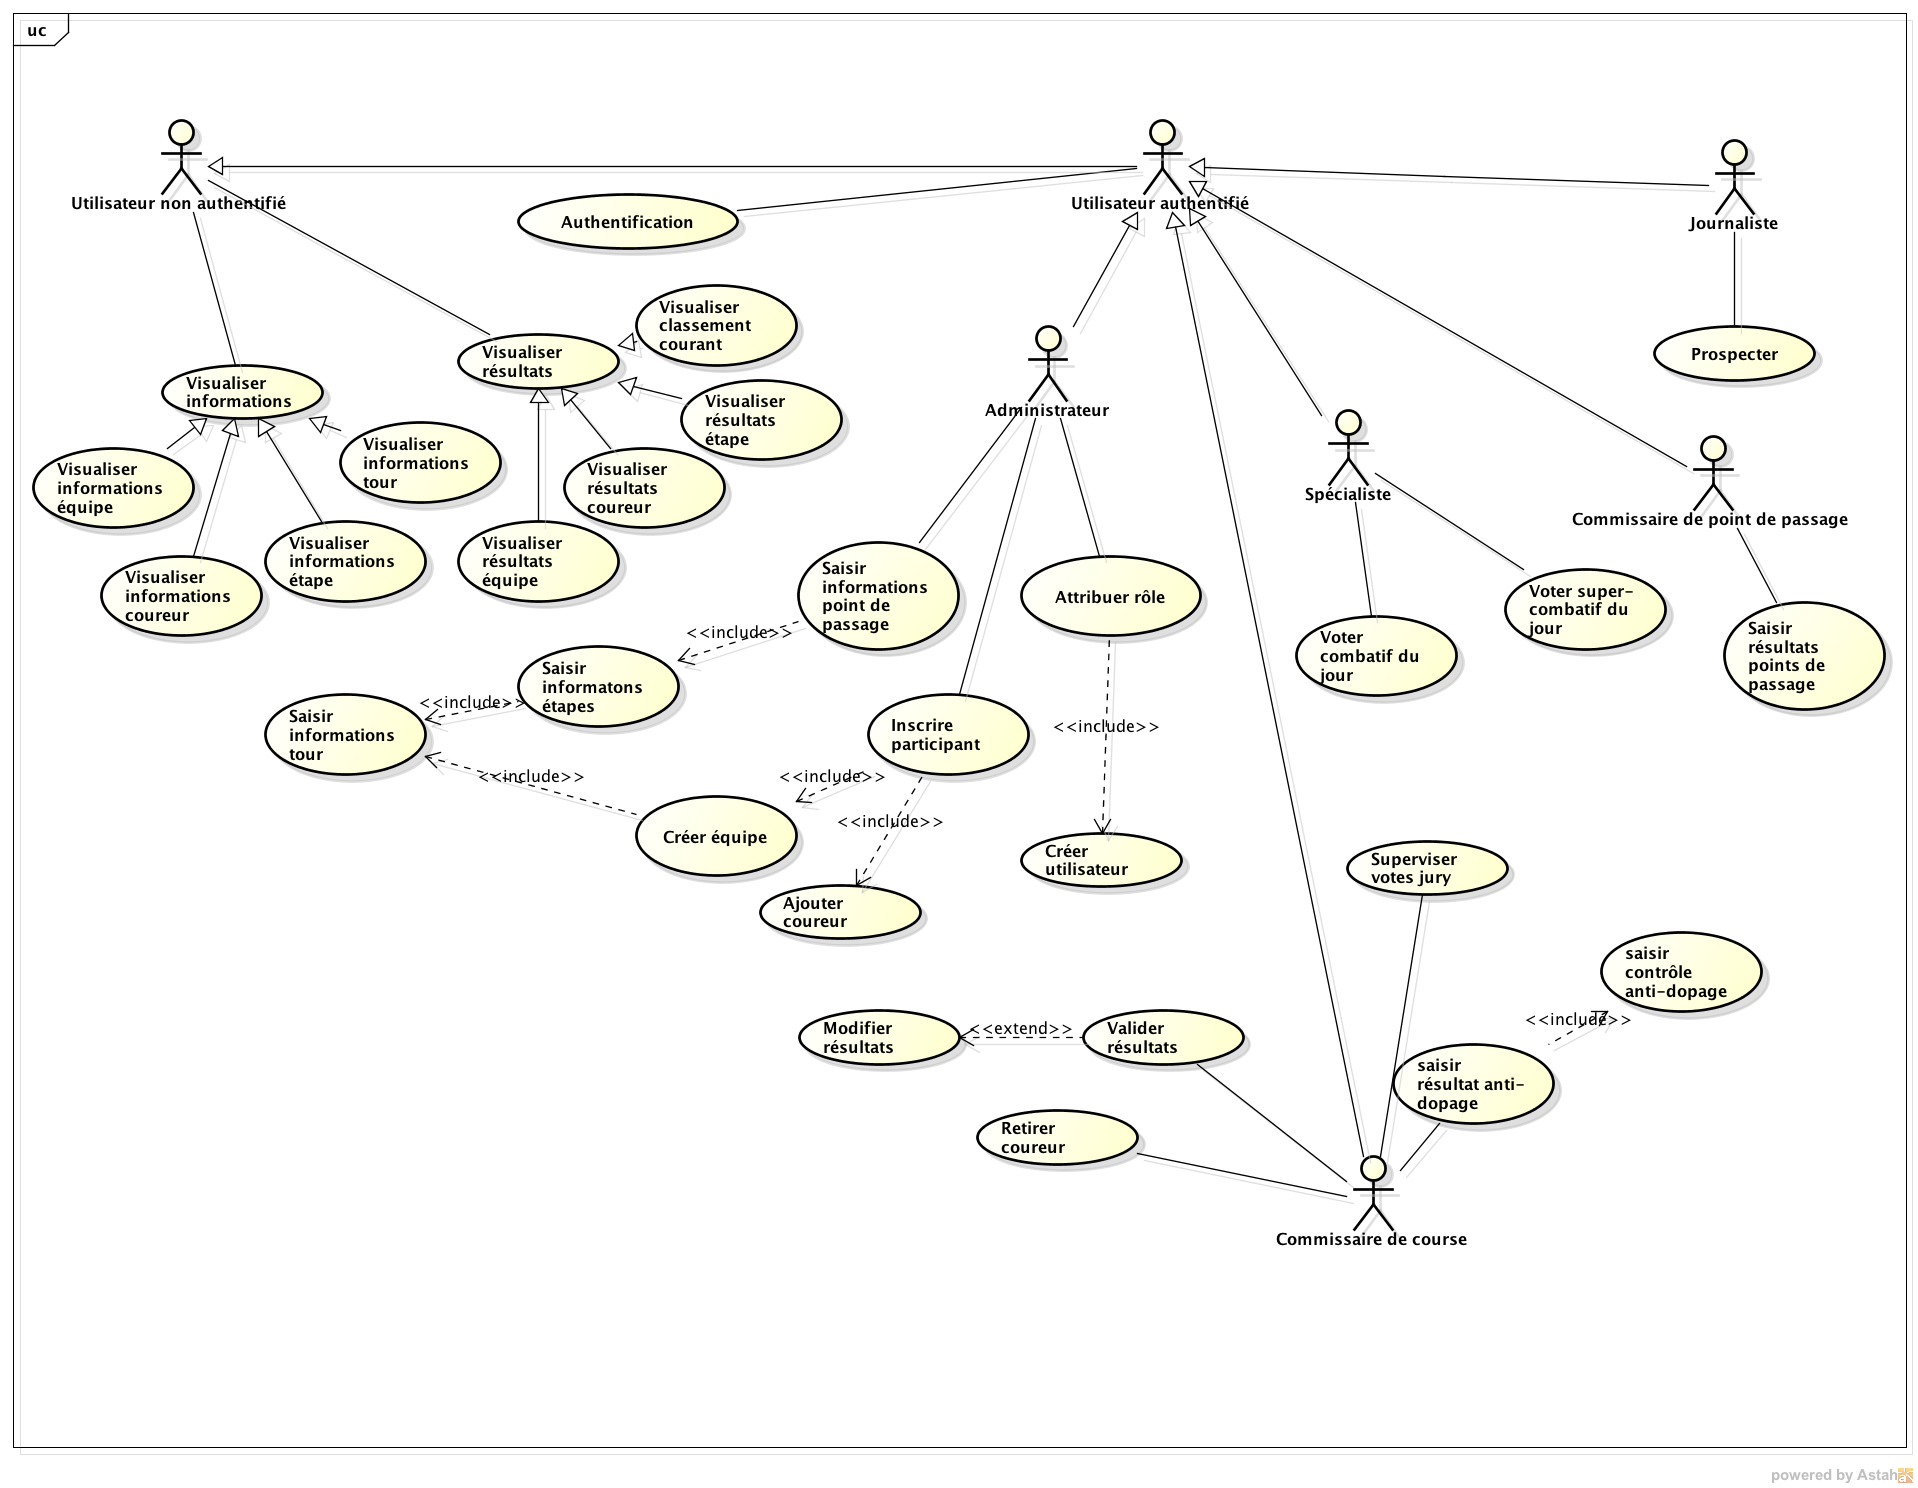 uc
Utilisateur non authentifié
Utilisateur authentifié
Journaliste
Authentification
Visualiser
classement
courant
Visualiser
résultats
Prospecter
Visualiser
informations
Visualiser
résultats
étape
Administrateur
Visualiser
informations
tour
Visualiser
informations
équipe
Visualiser
résultats
coureur
Spécialiste
Commissaire de point de passage
Visualiser
informations
étape
Visualiser
résultats
équipe
Visualiser
informations
coureur
Saisir
informations
point de
passage
Attribuer rôle
Voter super-
combatif du
jour
Voter
combatif du
jour
Saisir
résultats
points de
passage
<<include>>
Saisir
informatons
étapes
<<include>>
Saisir
informations
tour
Inscrire
participant
<<include>>
<<include>>
<<include>>
<<include>>
Créer équipe
Créer
utilisateur
Superviser
votes jury
Ajouter
coureur
saisir
contrôle
anti-dopage
<<include>>
Modifier
résultats
<<extend>>
Valider
résultats
saisir
résultat anti-
dopage
Retirer
coureur
Commissaire de course
powered by Astah